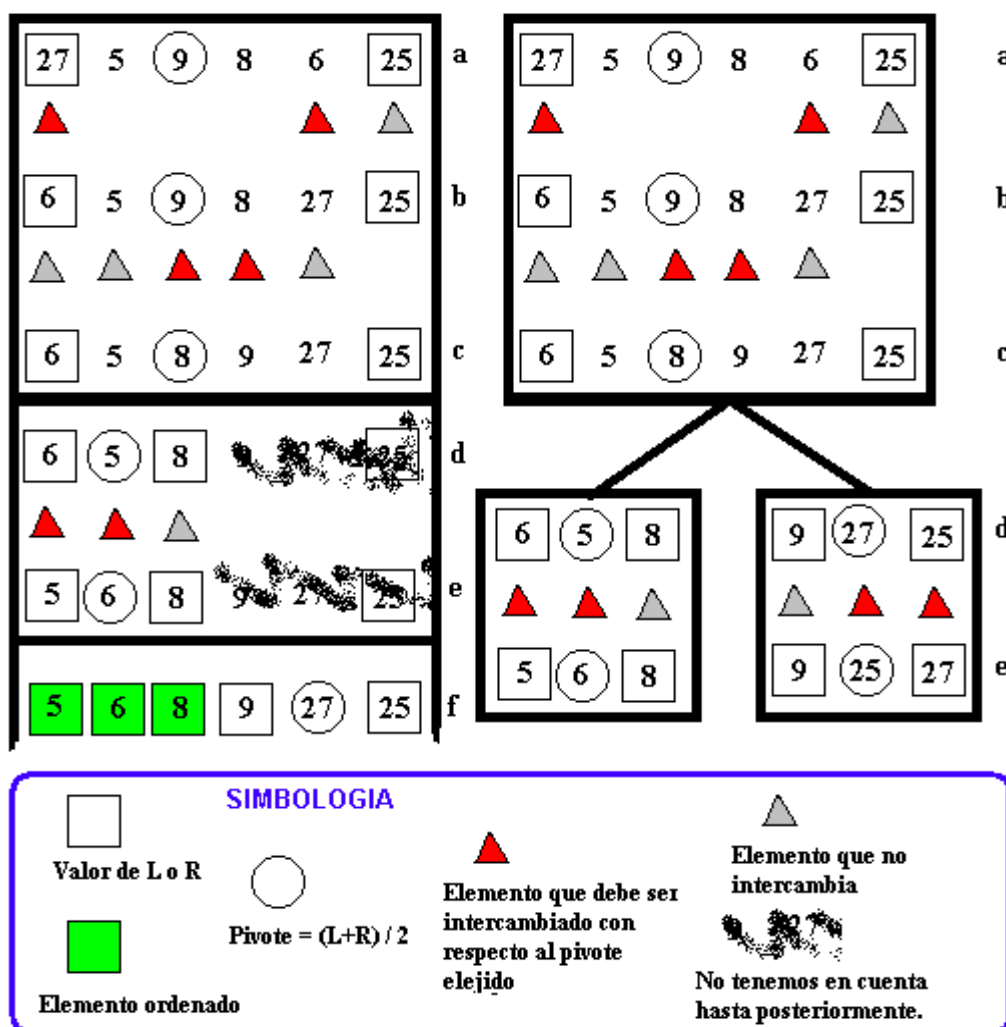 27 5 9 8 6 25 a
6 5 9 8 27 25 b
6 5 8 9 27 25 c
6 5 8 d
5 6 8 e
5 6 8 9 27 25 f
27 5 9 8 6 25 a
6 5 9 8 27 25 b
6 5 8 9 27 25 c
6 5 8
5 6 8
9 27 25 d
9 25 27 e
SIMBOLOGIA
Valor de L o R
Elemento ordenado
Pivote = (L+R) / 2
Elemento que debe ser
intercambiado con
respecto al pivote
elejido
Elemento que no
intercambia
No tenemos en cuenta
hasta posteriormente.